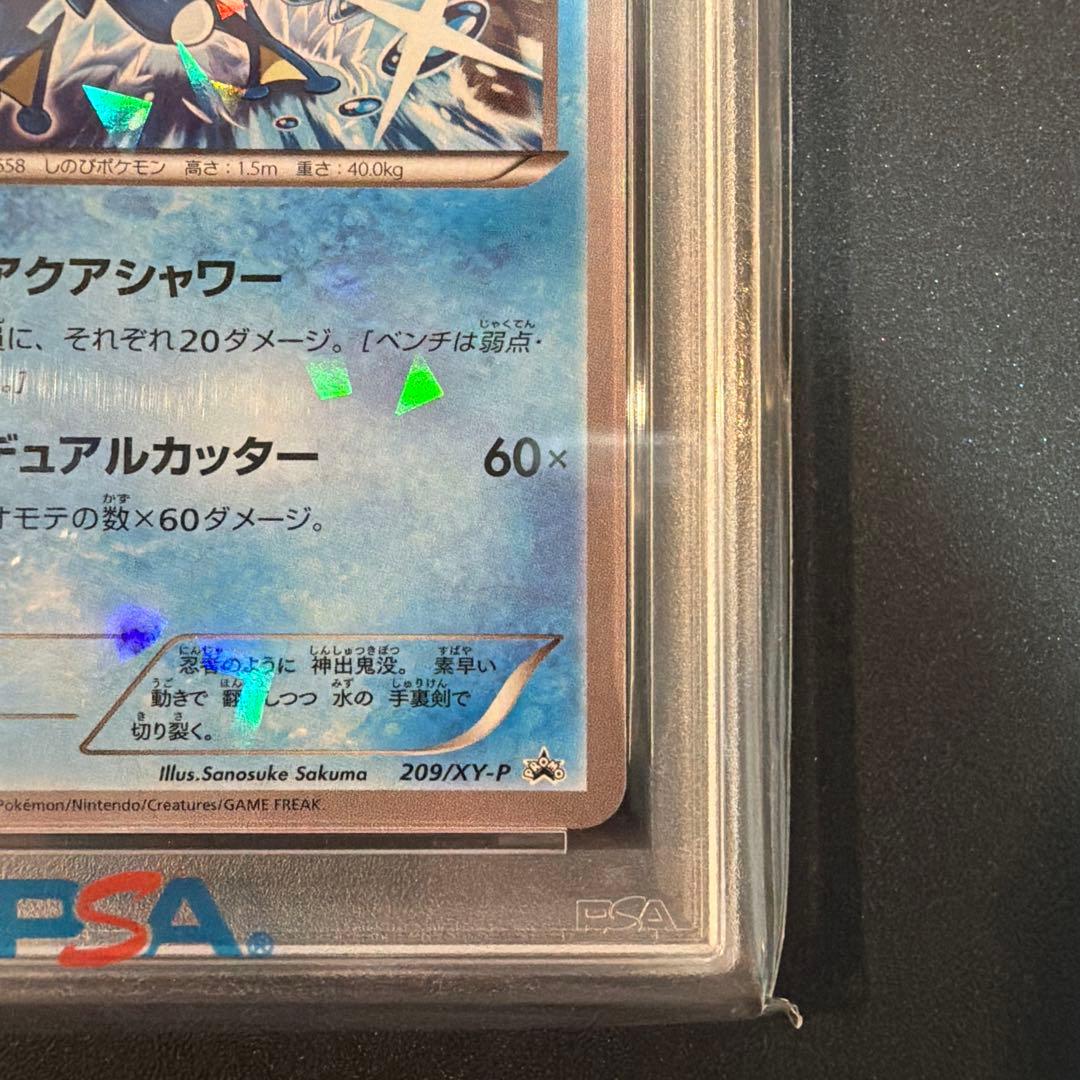 658 しのびポケモン 高さ：1.5m 重さ：40.0kg
アクアシャワー
に、それぞれ20ダメージ。[ベンチは弱点・
。]
デュアルカッター 60×
オモテの数×60ダメージ。
忍者のように 神出鬼没。 素早い
動きで 翻 しつつ 水の 手裏剣で
切り裂く。
Illus.Sanosuke Sakuma 209/XY-P PROMO
Pokémon/Nintendo/Creatures/GAME FREAK.
PSA®
PSA